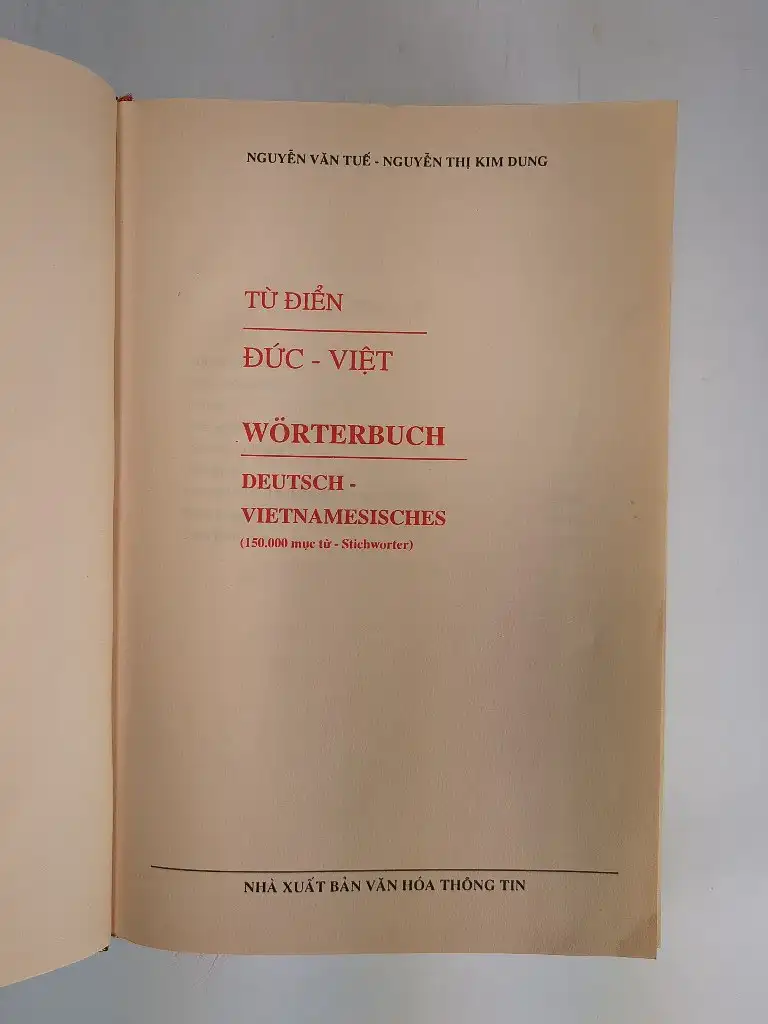 NGUYỄN VĂN TUẾ - NGUYỄN THỊ KIM DUNG
TỪ ĐIỂN
ĐỨC - VIỆT
WÖRTERBUCH
DEUTSCH -
VIETNAMESISCHES
(150.000 mục từ - Stichworter)
NHÀ XUẤT BẢN VĂN HÓA THÔNG TIN